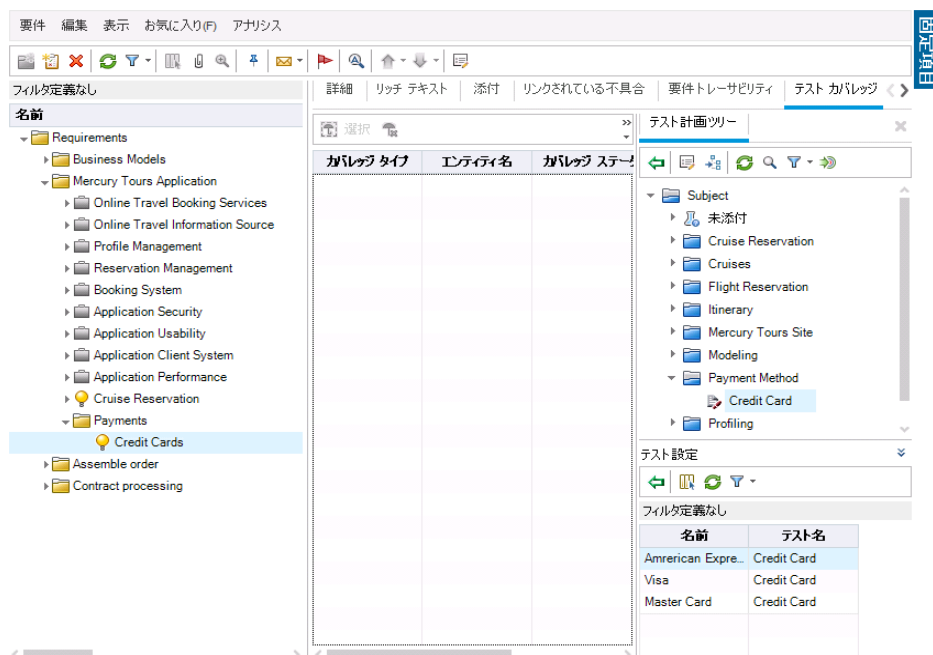 要件 編集 表示 お気に入り(F) アナリシス
固定項目
フィルタ定義なし
名前
Requirements
Business Models
Mercury Tours Application
Online Travel Booking Services
Online Travel Information Source
Profile Management
Reservation Management
Booking System
Application Security
Application Usability
Application Client System
Application Performance
Cruise Reservation
Payments
Credit Cards
Assemble order
Contract processing
詳細 リッチ テキスト 添付 リンクされている不具合 要件トレーサビリティ テスト カバレッジ
選択
カバレッジ タイプ エンティティ名 カバレッジ ステー
テスト計画ツリー
Subject
未添付
Cruise Reservation
Cruises
Flight Reservation
Itinerary
Mercury Tours Site
Modeling
Payment Method
Credit Card
Profiling
テスト設定
フィルタ定義なし
名前 テスト名
Amrerican Expre... Credit Card
Visa Credit Card
Master Card Credit Card